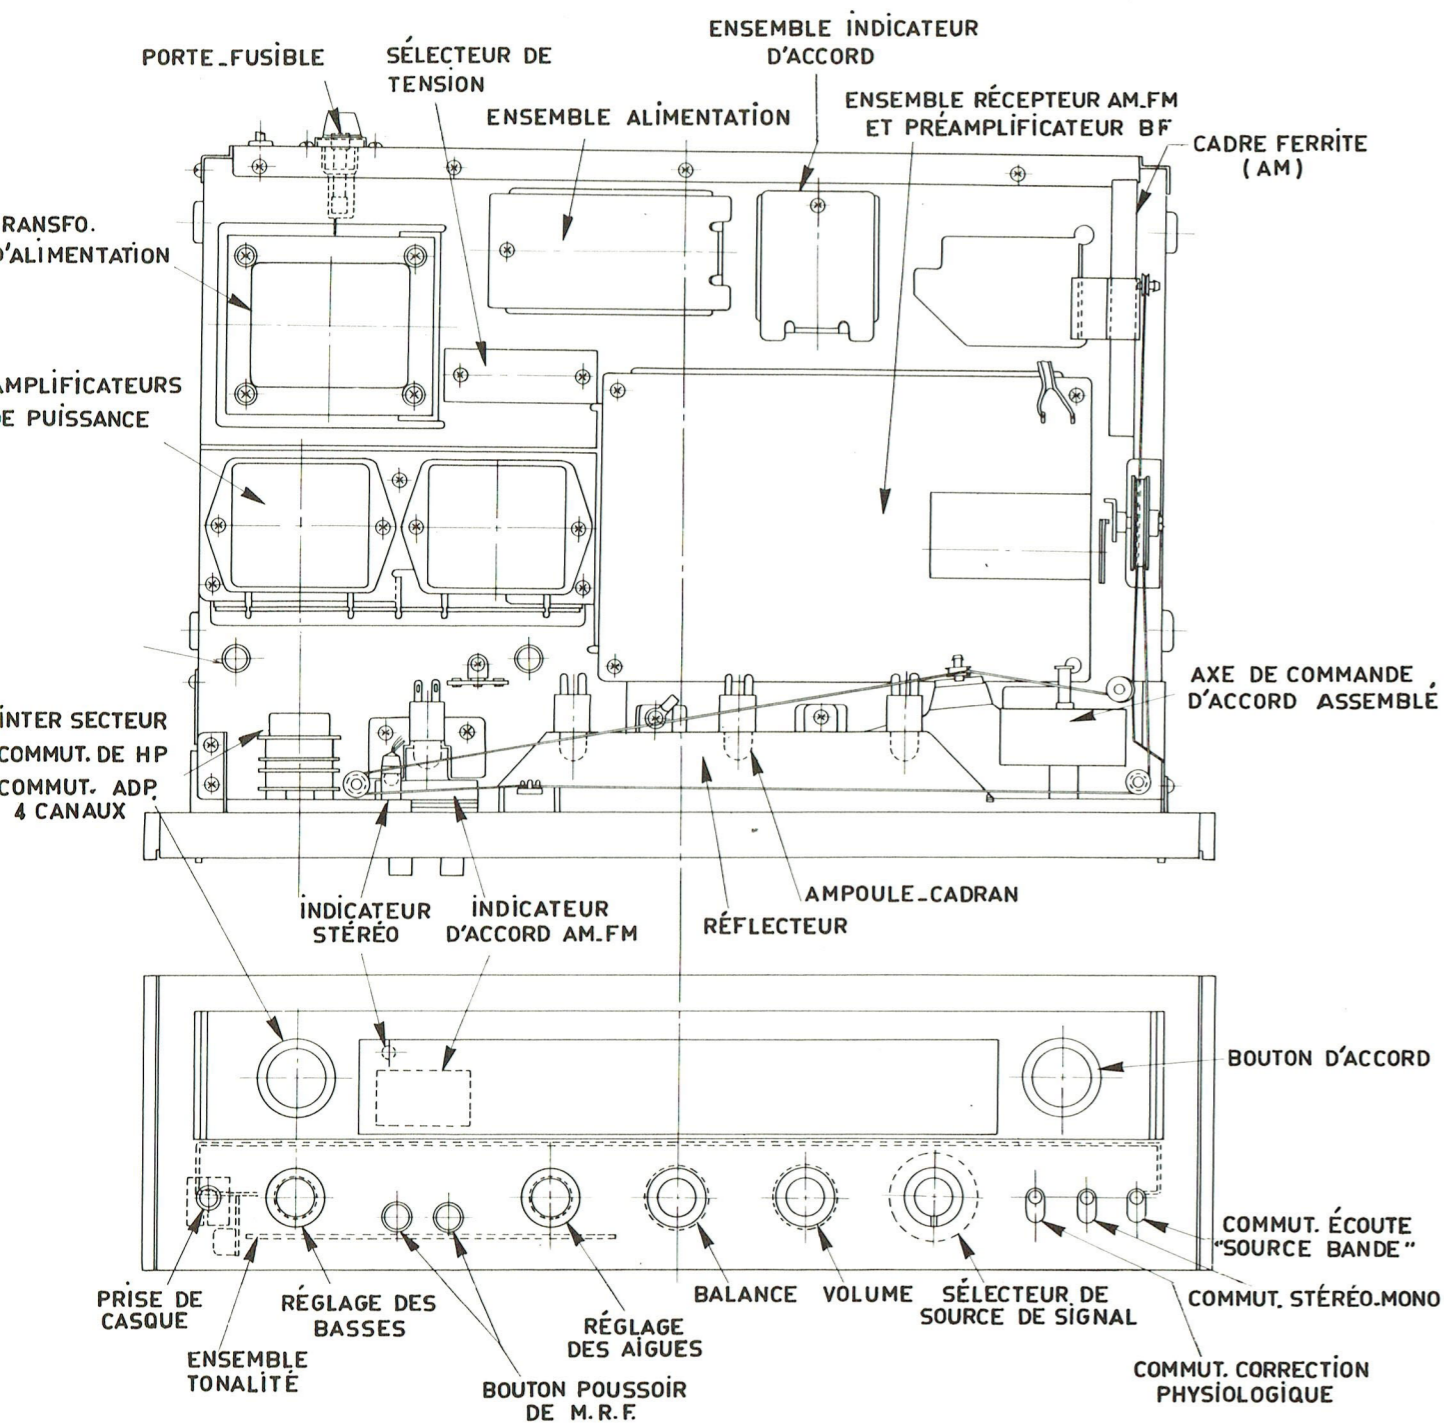 PORTE_FUSIBLE
SÉLECTEUR DE
TENSION
ENSEMBLE INDICATEUR
D'ACCORD
ENSEMBLE ALIMENTATION
ENSEMBLE RÉCEPTEUR AM_FM
ET PRÉAMPLIFICATEUR BF
CADRE FERRITE
(AM)
RANSFO.
D'ALIMENTATION
AMPLIFICATEURS
DE PUISSANCE
AXE DE COMMANDE
D'ACCORD ASSEMBLÉ
INTER SECTEUR
COMMUT. DE HP
COMMUT. ADP.
4 CANAUX
INDICATEUR
STÉRÉO
INDICATEUR
D'ACCORD AM_FM
RÉFLECTEUR
AMPOULE_CADRAN
BOUTON D'ACCORD
COMMUT. ÉCOUTE
"SOURCE BANDE"
COMMUT. STÉRÉO.MONO
COMMUT. CORRECTION
PHYSIOLOGIQUE
PRISE DE
CASQUE
ENSEMBLE
TONALITÉ
RÉGLAGE DES
BASSES
BOUTON POUSSOIR
DE M.R.F.
RÉGLAGE
DES AIGUES
BALANCE
VOLUME
SÉLECTEUR DE
SOURCE DE SIGNAL